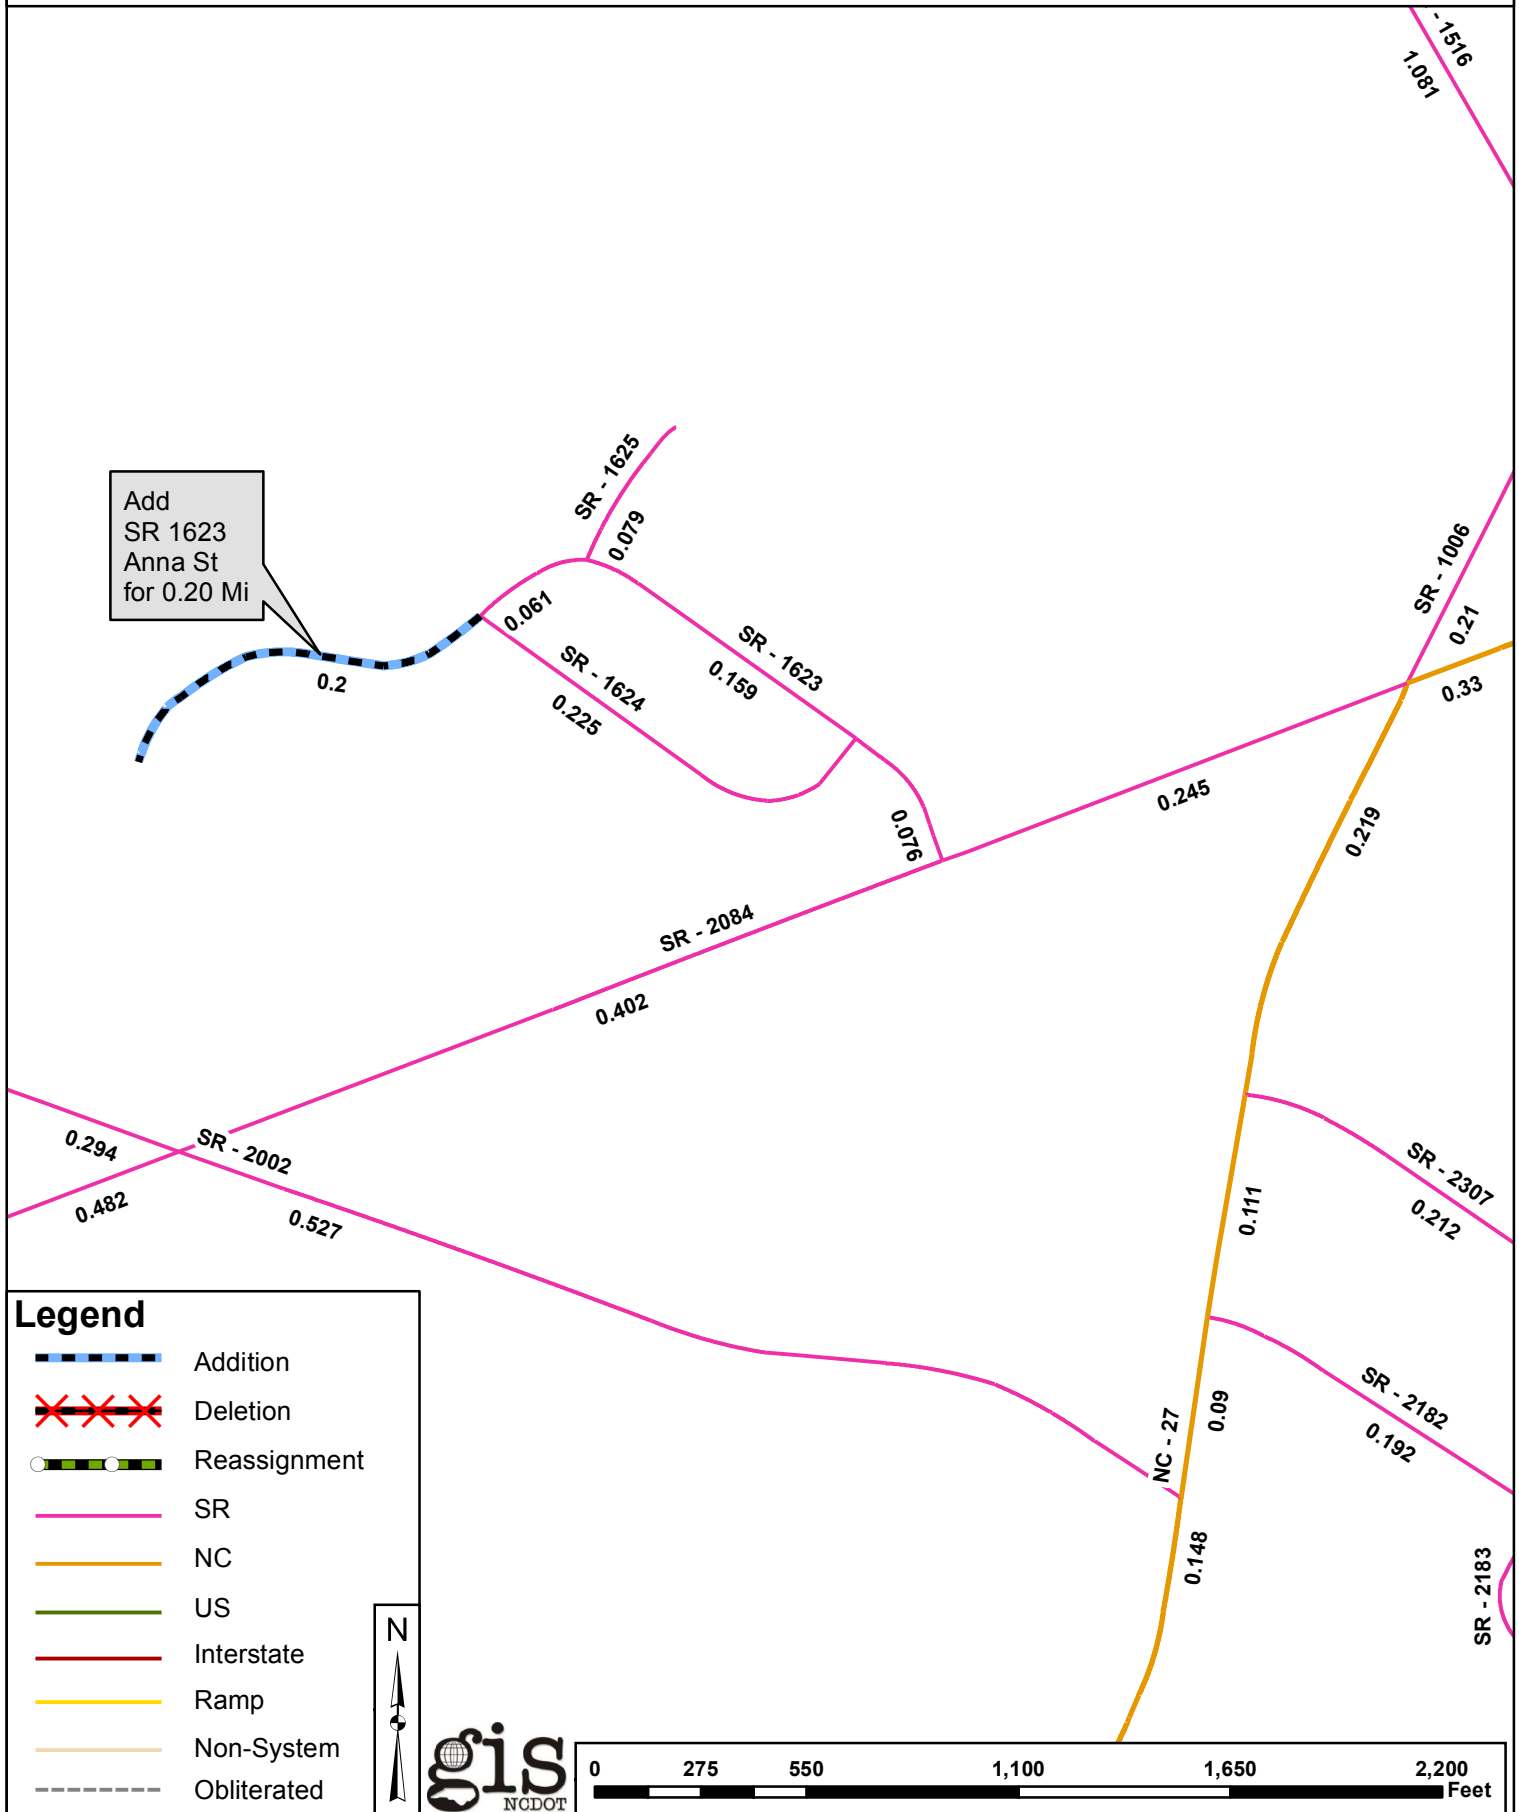 - 1516
1.081
SR - 1625
0.079
Add
SR 1623
Anna St
for 0.20 Mi
0.061
0.2
SR - 1624
0.225
SR - 1623
0.159
0.076
SR - 1006
0.21
0.33
0.245
0.219
SR - 2084
0.402
0.294
SR - 2002
0.482
0.527
SR - 2307
0.212
0.111
SR - 2182
0.192
NC - 27
0.09
0.148
SR - 2183
Legend
Addition
Deletion
Reassignment
SR
NC
US
Interstate
Ramp
Non-System
Obliterated
N
gis
NCDOT
0 275 550 1,100 1,650 2,200
Feet